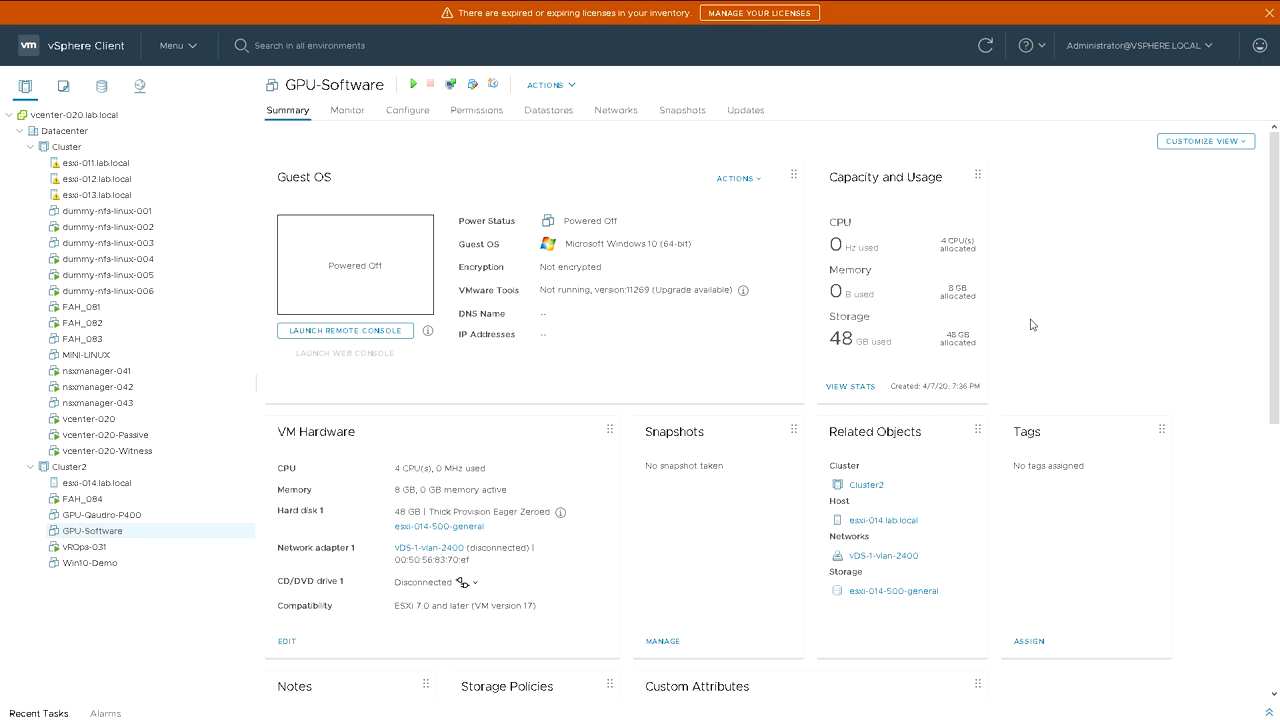 There are expired or expiring licenses in your inventory. MANAGE YOUR LICENSES
vm vSphere Client Menu Search in all environments Administrator@VSPHERE.LOCAL
GPU-Software ACTIONS
Summary Monitor Configure Permissions Datastores Networks Snapshots Updates
CUSTOMIZE VIEW
vcenter-020.lab.local
Datacenter
Cluster
esxi-011.lab.local
esxi-012.lab.local
esxi-013.lab.local
dummy-nfs-linux-001
dummy-nfs-linux-002
dummy-nfs-linux-003
dummy-nfs-linux-004
dummy-nfs-linux-005
dummy-nfs-linux-006
FAH_081
FAH_082
FAH_083
MINI-LINUX
nsxmanager-041
nsxmanager-042
nsxmanager-043
vcenter-020
vcenter-020-Passive
vcenter-020-Witness
Cluster2
esxi-014.lab.local
FAH_084
GPU-Qaudro-P400
GPU-Software
vROps-031
Win10-Demo
Guest OS ACTIONS
Powered Off
LAUNCH REMOTE CONSOLE
LAUNCH WEB CONSOLE
Power Status Powered Off
Guest OS Microsoft Windows 10 (64-bit)
Encryption Not encrypted
VMware Tools Not running, version:11269 (Upgrade available)
DNS Name --
IP Addresses --
Capacity and Usage
CPU
0 Hz used 4 CPU(s) allocated
Memory
0 B used 8 GB allocated
Storage
48 GB used 48 GB allocated
VIEW STATS Created: 4/7/20, 7:36 PM
VM Hardware
CPU 4 CPU(s), 0 MHz used
Memory 8 GB, 0 GB memory active
Hard disk 1 48 GB | Thick Provision Eager Zeroed
esxi-014-500-general
Network adapter 1 vDS-1-vlan-2400 (disconnected) |
00:50:56:83:70:ef
CD/DVD drive 1 Disconnected
Compatibility ESXi 7.0 and later (VM version 17)
EDIT
Snapshots
No snapshot taken
MANAGE
Related Objects
Cluster
Cluster2
Host
esxi-014.lab.local
Networks
vDS-1-vlan-2400
Storage
esxi-014-500-general
Tags
No tags assigned
ASSIGN
Notes
Storage Policies
Custom Attributes
Recent Tasks Alarms